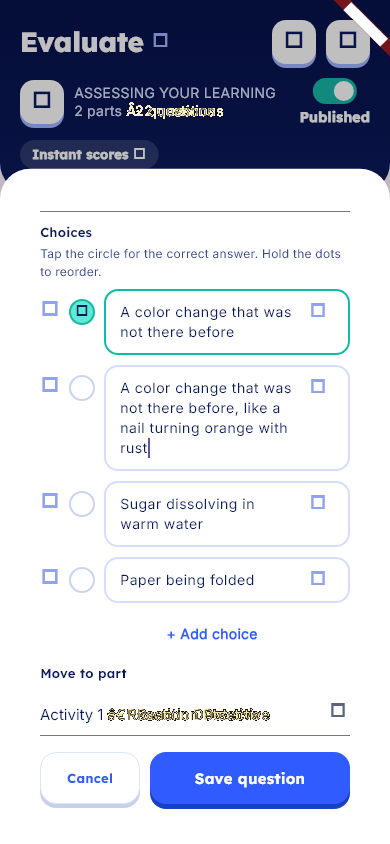 Evaluate
ASSESSING YOUR LEARNING
2 parts
Published
Instant scores
Choices
Tap the circle for the correct answer. Hold the dots
to reorder.
A color change that was
not there before
A color change that was
not there before, like a
nail turning orange with
rust
Sugar dissolving in
warm water
Paper being folded
+ Add choice
Move to part
Activity 1
Cancel
Save question